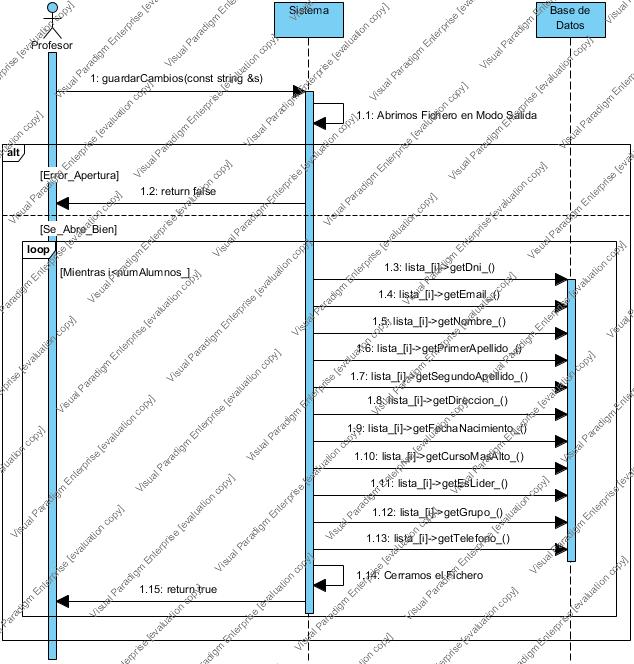 Profesor
Sistema
Base de
Datos
1: guardarCambios(const string &s)
1.1: Abrimos Fichero en Modo Salida
alt
[Error_Apertura]
1.2: return false
[Se_Abre_Bien]
loop
[Mientras i<numAlumnos_]
1.3: lista_[i]->getDni_()
1.4: lista_[i]->getEmail_()
1.5: lista_[i]->getNombre_()
1.6: lista_[i]->getPrimerApellido_()
1.7: lista_[i]->getSegundoApellido_()
1.8: lista_[i]->getDireccion_()
1.9: lista_[i]->getFechaNacimiento_()
1.10: lista_[i]->getCursoMasAlto_()
1.11: lista_[i]->getEsLider_()
1.12: lista_[i]->getGrupo_()
1.13: lista_[i]->getTelefono_()
1.14: Cerramos el Fichero
1.15: return true
Visual Paradigm Enterprise [evaluation copy]